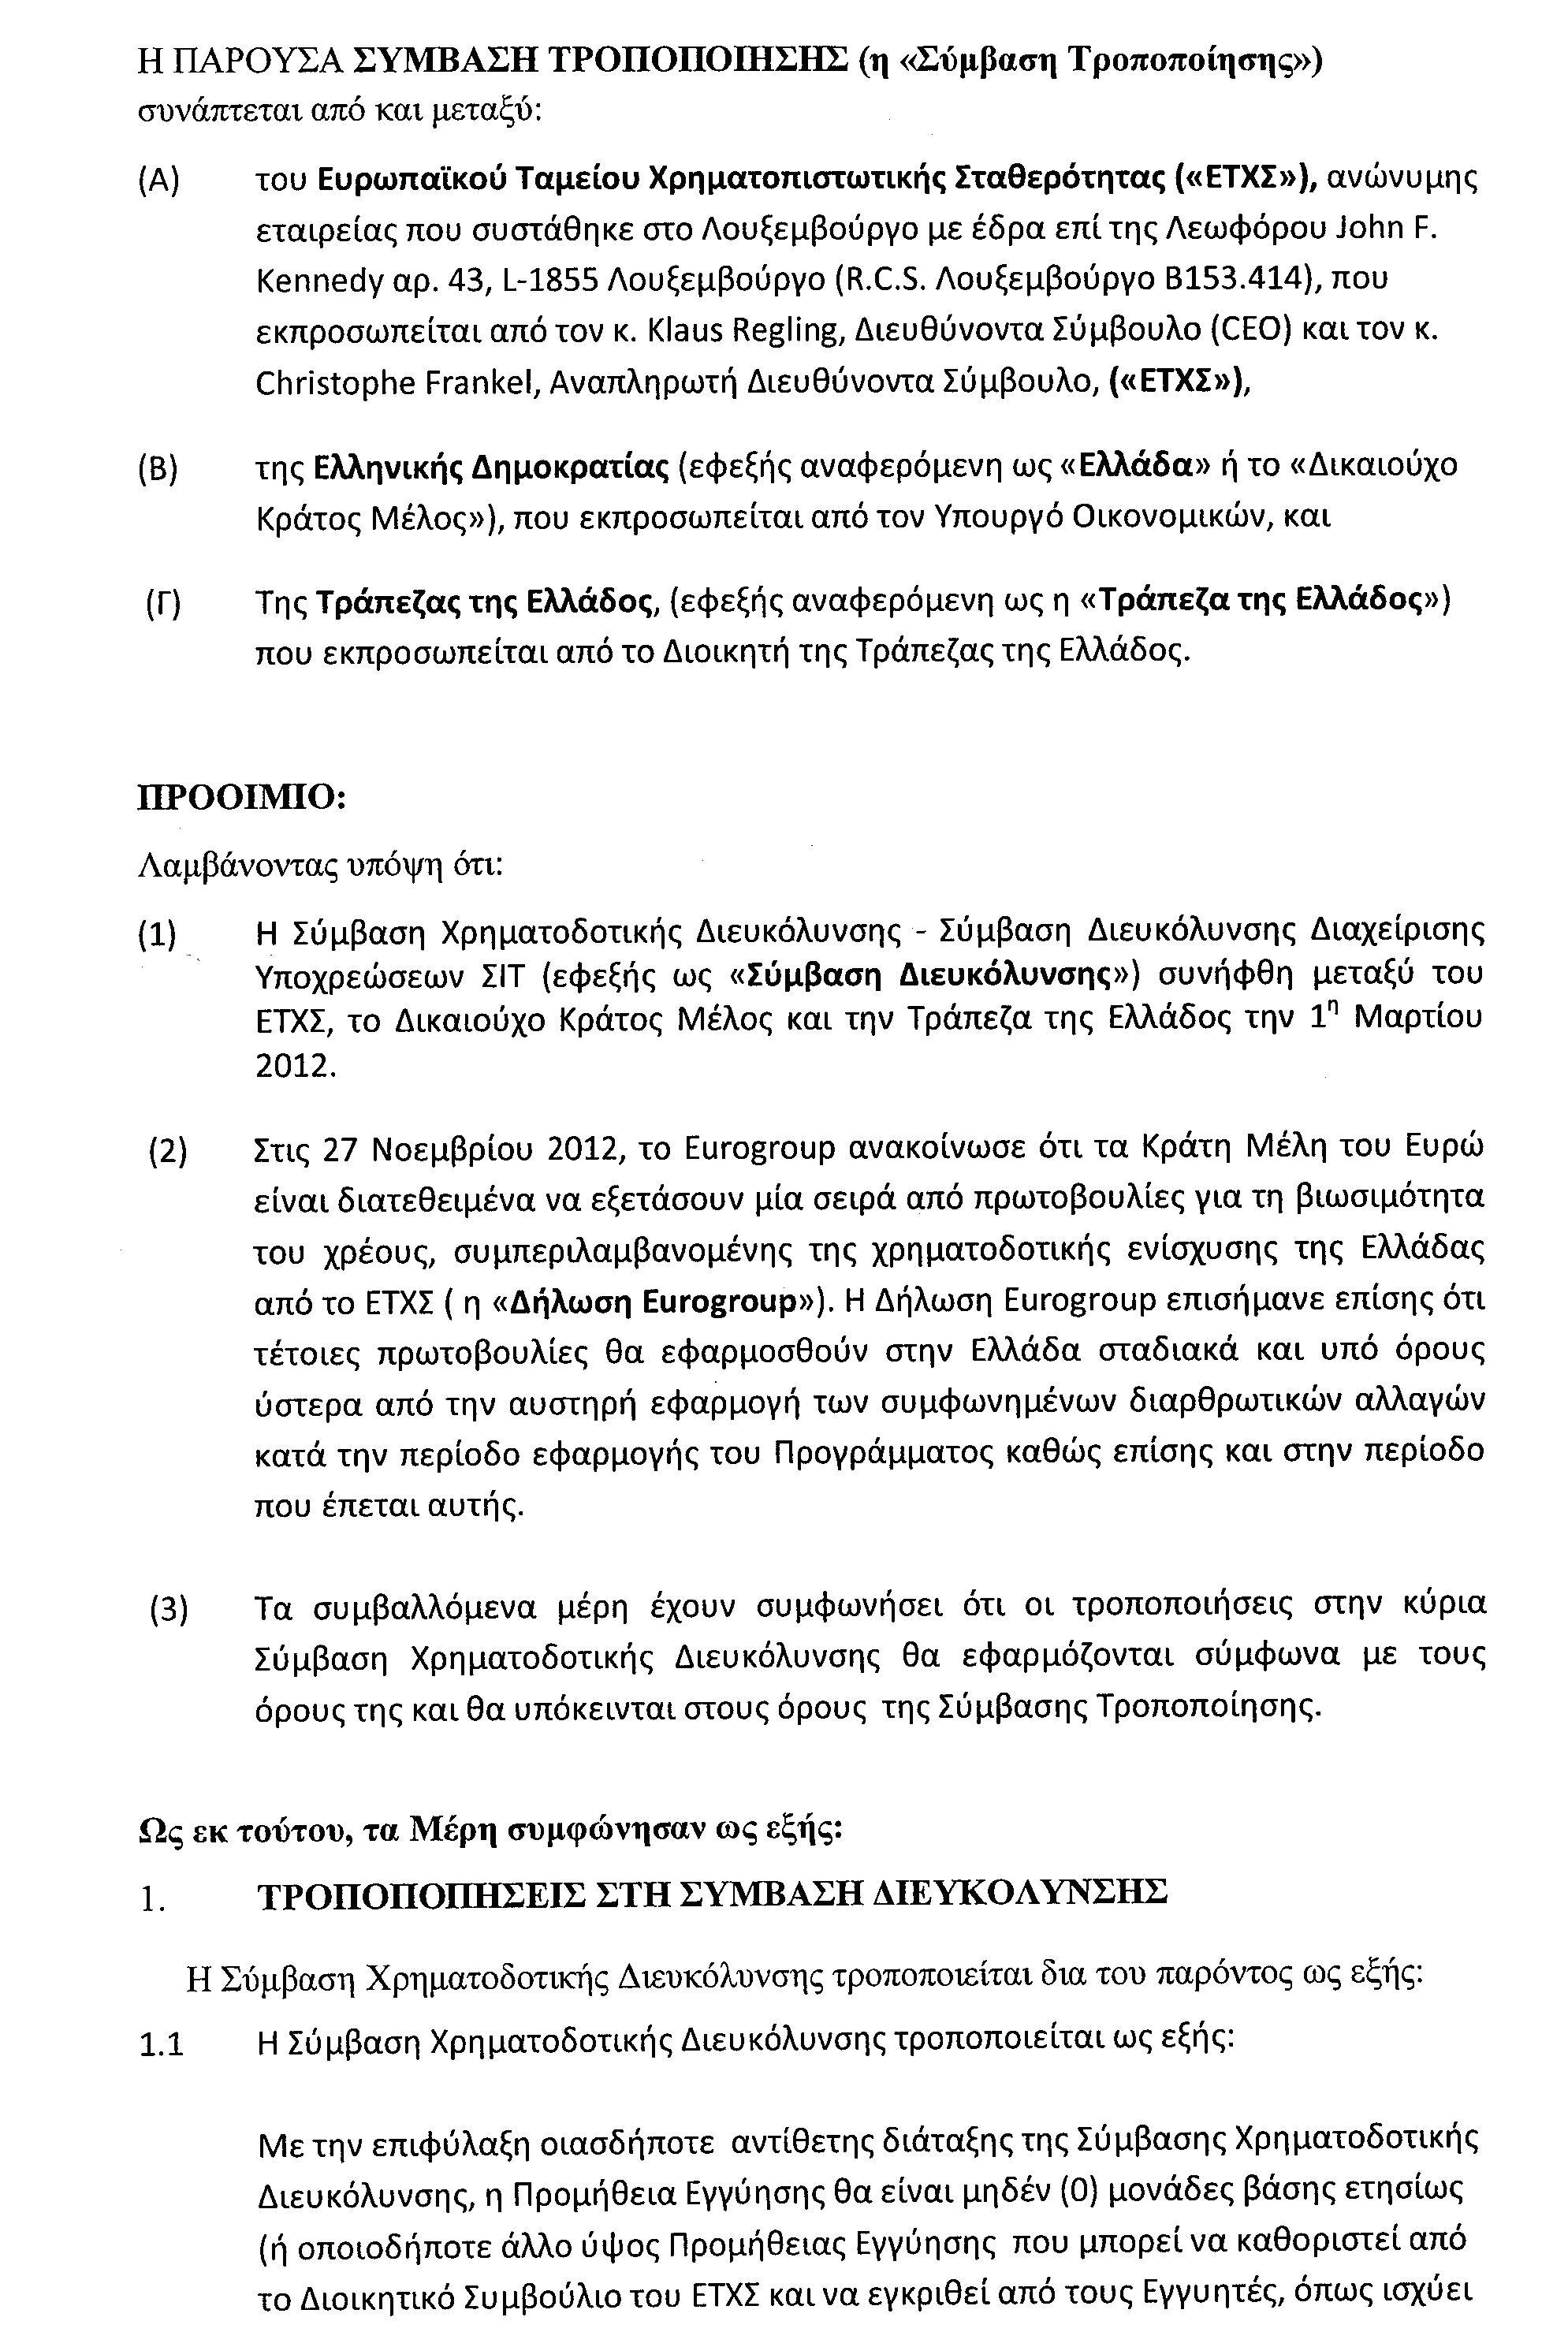 Η ΠΑΡΟΥΣΑ ΣΥΜΒΑΣΗ ΤΡΟΠΟΠΟΙΗΣΗΣ (η «Σύμβαση Τροποποίησης»)
συνάπτεται από και μεταξύ:
(Α) του Ευρωπαϊκού Ταμείου Χρηματοπιστωτικής Σταθερότητας («ΕΤΧΣ»), ανώνυμης
εταιρείας που συστάθηκε στο Λουξεμβούργο με έδρα επί της Λεωφόρου John F.
Kennedy αρ. 43, L-1855 Λουξεμβούργο (R.C.S. Λουξεμβούργο B153.414), που
εκπροσωπείται από τον κ. Klaus Regling, Διευθύνοντα Σύμβουλο (CEO) και τον κ.
Christophe Frankel, Αναπληρωτή Διευθύνοντα Σύμβουλο, («ΕΤΧΣ»),
(Β) της Ελληνικής Δημοκρατίας (εφεξής αναφερόμενη ως «Ελλάδα» ή το «Δικαιούχο
Κράτος Μέλος»), που εκπροσωπείται από τον Υπουργό Οικονομικών, και
(Γ) Της Τράπεζας της Ελλάδος, (εφεξής αναφερόμενη ως η «Τράπεζα της Ελλάδος»)
που εκπροσωπείται από το Διοικητή της Τράπεζας της Ελλάδος.
ΠΡΟΟΙΜΙΟ:
Λαμβάνοντας υπόψη ότι:
(1) Η Σύμβαση Χρηματοδοτικής Διευκόλυνσης - Σύμβαση Διευκόλυνσης Διαχείρισης
Υποχρεώσεων ΣΙΤ (εφεξής ως «Σύμβαση Διευκόλυνσης») συνήφθη μεταξύ του
ΕΤΧΣ, το Δικαιούχο Κράτος Μέλος και την Τράπεζα της Ελλάδος την 1η Μαρτίου
2012.
(2) Στις 27 Νοεμβρίου 2012, το Eurogroup ανακοίνωσε ότι τα Κράτη Μέλη του Ευρώ
είναι διατεθειμένα να εξετάσουν μία σειρά από πρωτοβουλίες για τη βιωσιμότητα
του χρέους, συμπεριλαμβανομένης της χρηματοδοτικής ενίσχυσης της Ελλάδας
από το ΕΤΧΣ ( η «Δήλωση Eurogroup»). Η Δήλωση Eurogroup επισήμανε επίσης ότι
τέτοιες πρωτοβουλίες θα εφαρμοσθούν στην Ελλάδα σταδιακά και υπό όρους
ύστερα από την αυστηρή εφαρμογή των συμφωνημένων διαρθρωτικών αλλαγών
κατά την περίοδο εφαρμογής του Προγράμματος καθώς επίσης και στην περίοδο
που έπεται αυτής.
(3) Τα συμβαλλόμενα μέρη έχουν συμφωνήσει ότι οι τροποποιήσεις στην κύρια
Σύμβαση Χρηματοδοτικής Διευκόλυνσης θα εφαρμόζονται σύμφωνα με τους
όρους της και θα υπόκεινται στους όρους της Σύμβασης Τροποποίησης.
Ως εκ τούτου, τα Μέρη συμφώνησαν ως εξής:
1. ΤΡΟΠΟΠΟΙΗΣΕΙΣ ΣΤΗ ΣΥΜΒΑΣΗ ΔΙΕΥΚΟΛΥΝΣΗΣ
Η Σύμβαση Χρηματοδοτικής Διευκόλυνσης τροποποιείται δια του παρόντος ως εξής:
1.1 Η Σύμβαση Χρηματοδοτικής Διευκόλυνσης τροποποιείται ως εξής:
Με την επιφύλαξη οιασδήποτε αντίθετης διάταξης της Σύμβασης Χρηματοδοτικής
Διευκόλυνσης, η Προμήθεια Εγγύησης θα είναι μηδέν (0) μονάδες βάσης ετησίως
(ή οποιοδήποτε άλλο ύψος Προμήθειας Εγγύησης που μπορεί να καθοριστεί από
το Διοικητικό Συμβούλιο του ΕΤΧΣ και να εγκριθεί από τους Εγγυητές, όπως ισχύει